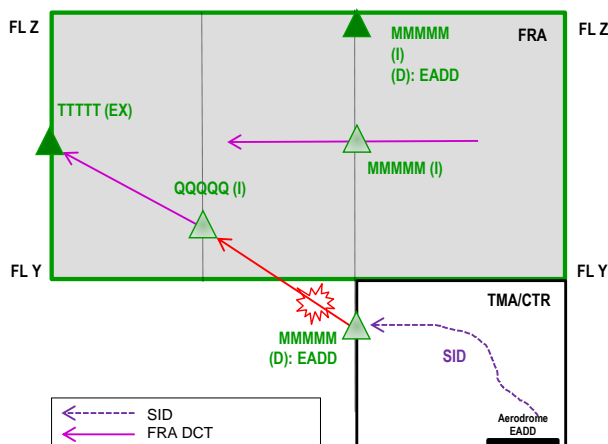 FL Z
MMMMM
(I)
(D): EADD
FRA
FL Z
TTTTT (EX)
MMMMM (I)
QQQQQ (I)
FL Y
FL Y
TMA/CTR
MMMMM
(D): EADD
SID
Aerodrome
EADD
SID
FRA DCT